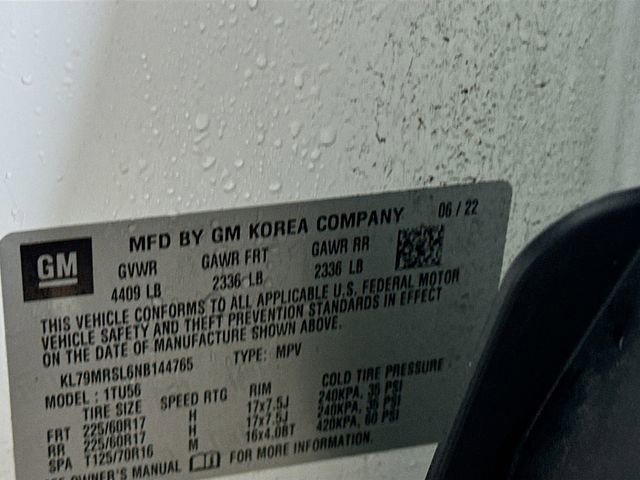 GM
MFD BY GM KOREA COMPANY 06 / 22
GVWR GAWR FRT GAWR RR
4409 LB 2336 LB 2336 LB
THIS VEHICLE CONFORMS TO ALL APPLICABLE U.S. FEDERAL MOTOR
VEHICLE SAFETY AND THEFT PREVENTION STANDARDS IN EFFECT
ON THE DATE OF MANUFACTURE SHOWN ABOVE.
KL79MRSL6NB144765 TYPE: MPV
MODEL : 1TU56
TIRE SIZE SPEED RTG RIM COLD TIRE PRESSURE
FRT 225/60R17 H 17x7.5J 240KPA, 35 PSI
RR 225/60R17 H 17x7.5J 240KPA, 35 PSI
SPA T125/70R16 M 16x4.0BT 420KPA, 60 PSI
OWNER'S MANUAL FOR MORE INFORMATION.